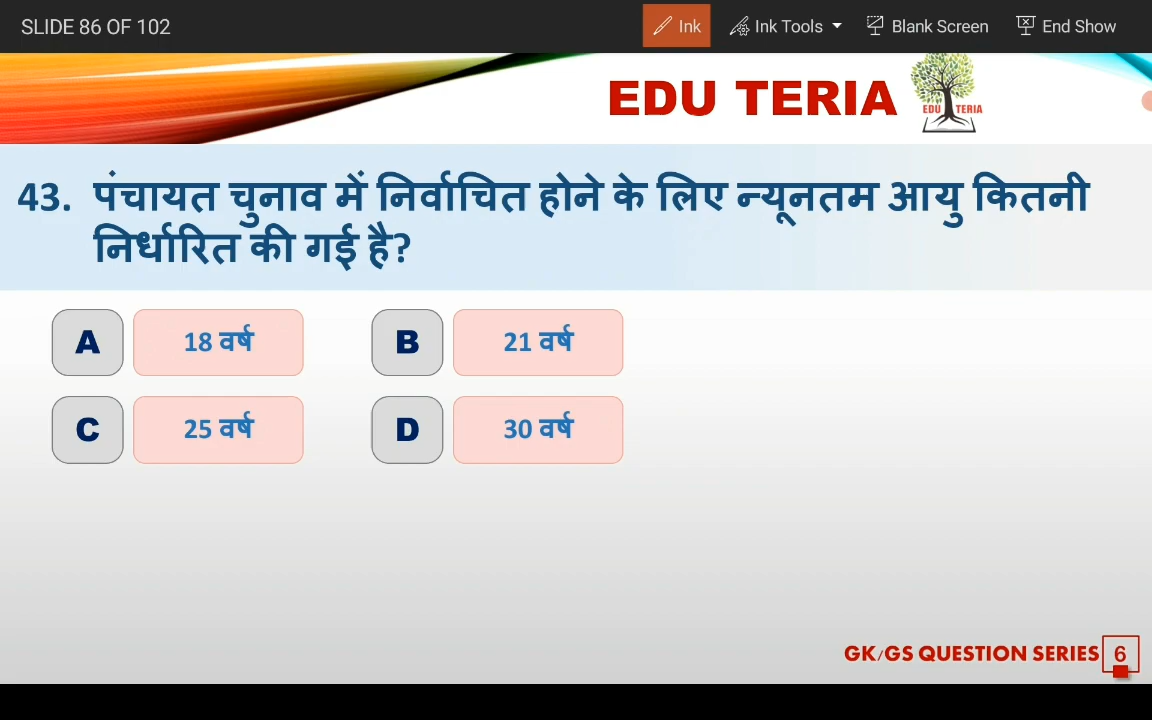 SLIDE 86 OF 102
Ink
Ink Tools
Blank Screen
End Show
EDU TERIA
EDU TERIA
43. पंचायत चुनाव में निर्वाचित होने के लिए न्यूनतम आयु कितनी
निर्धारित की गई है?
A 18 वर्ष
B 21 वर्ष
C 25 वर्ष
D 30 वर्ष
GK/GS QUESTION SERIES 6